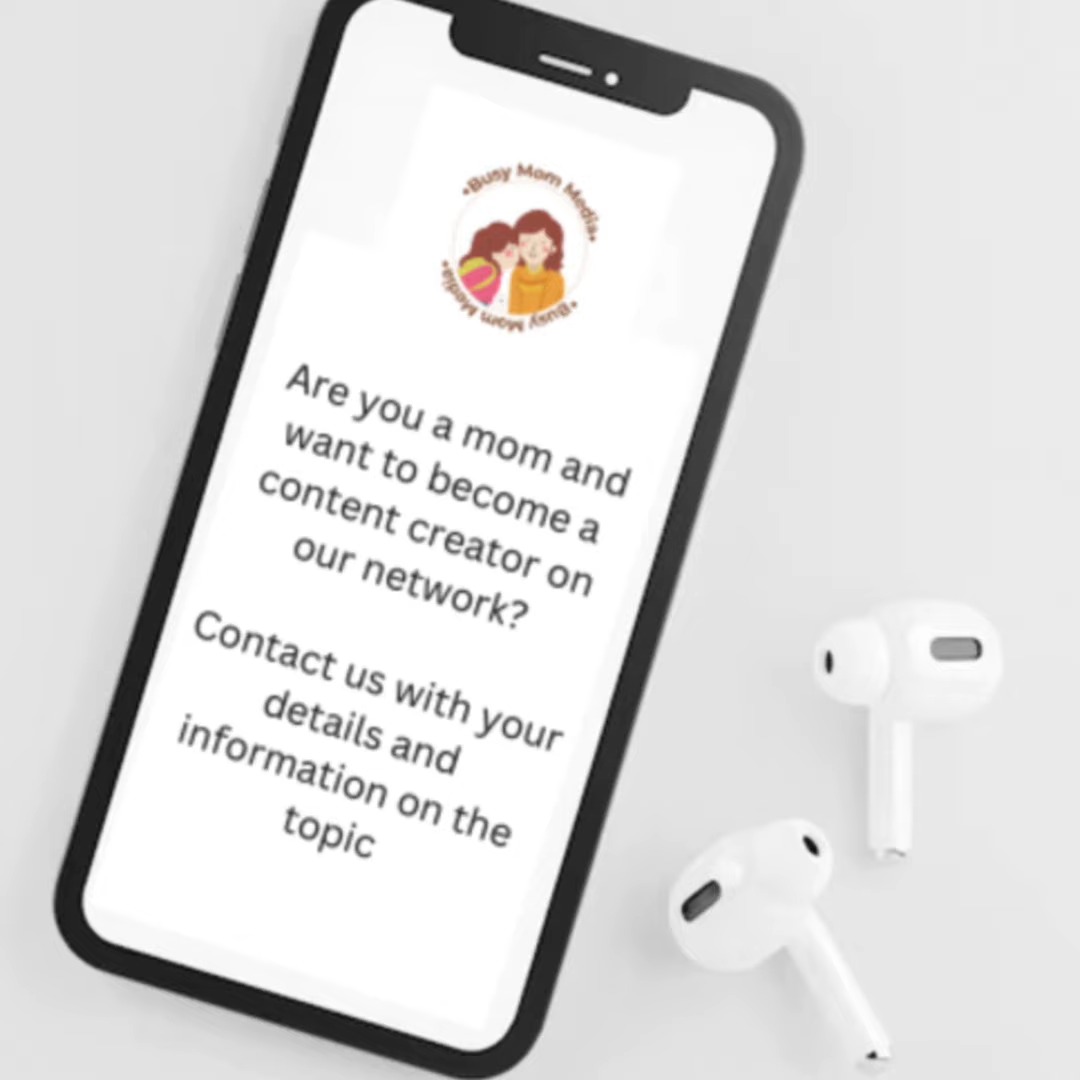 •Busy Mom Media•
•Busy Mom Media•
Are you a mom and
want to become a
content creator on
our network?
Contact us with your
details and
information on the
topic